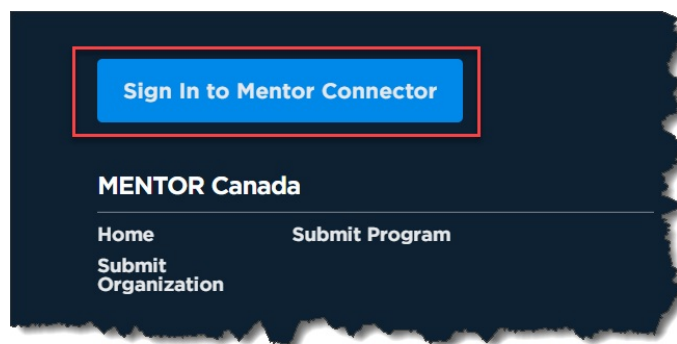 Sign In to Mentor Connector
MENTOR Canada
Home Submit Program
Submit
Organization